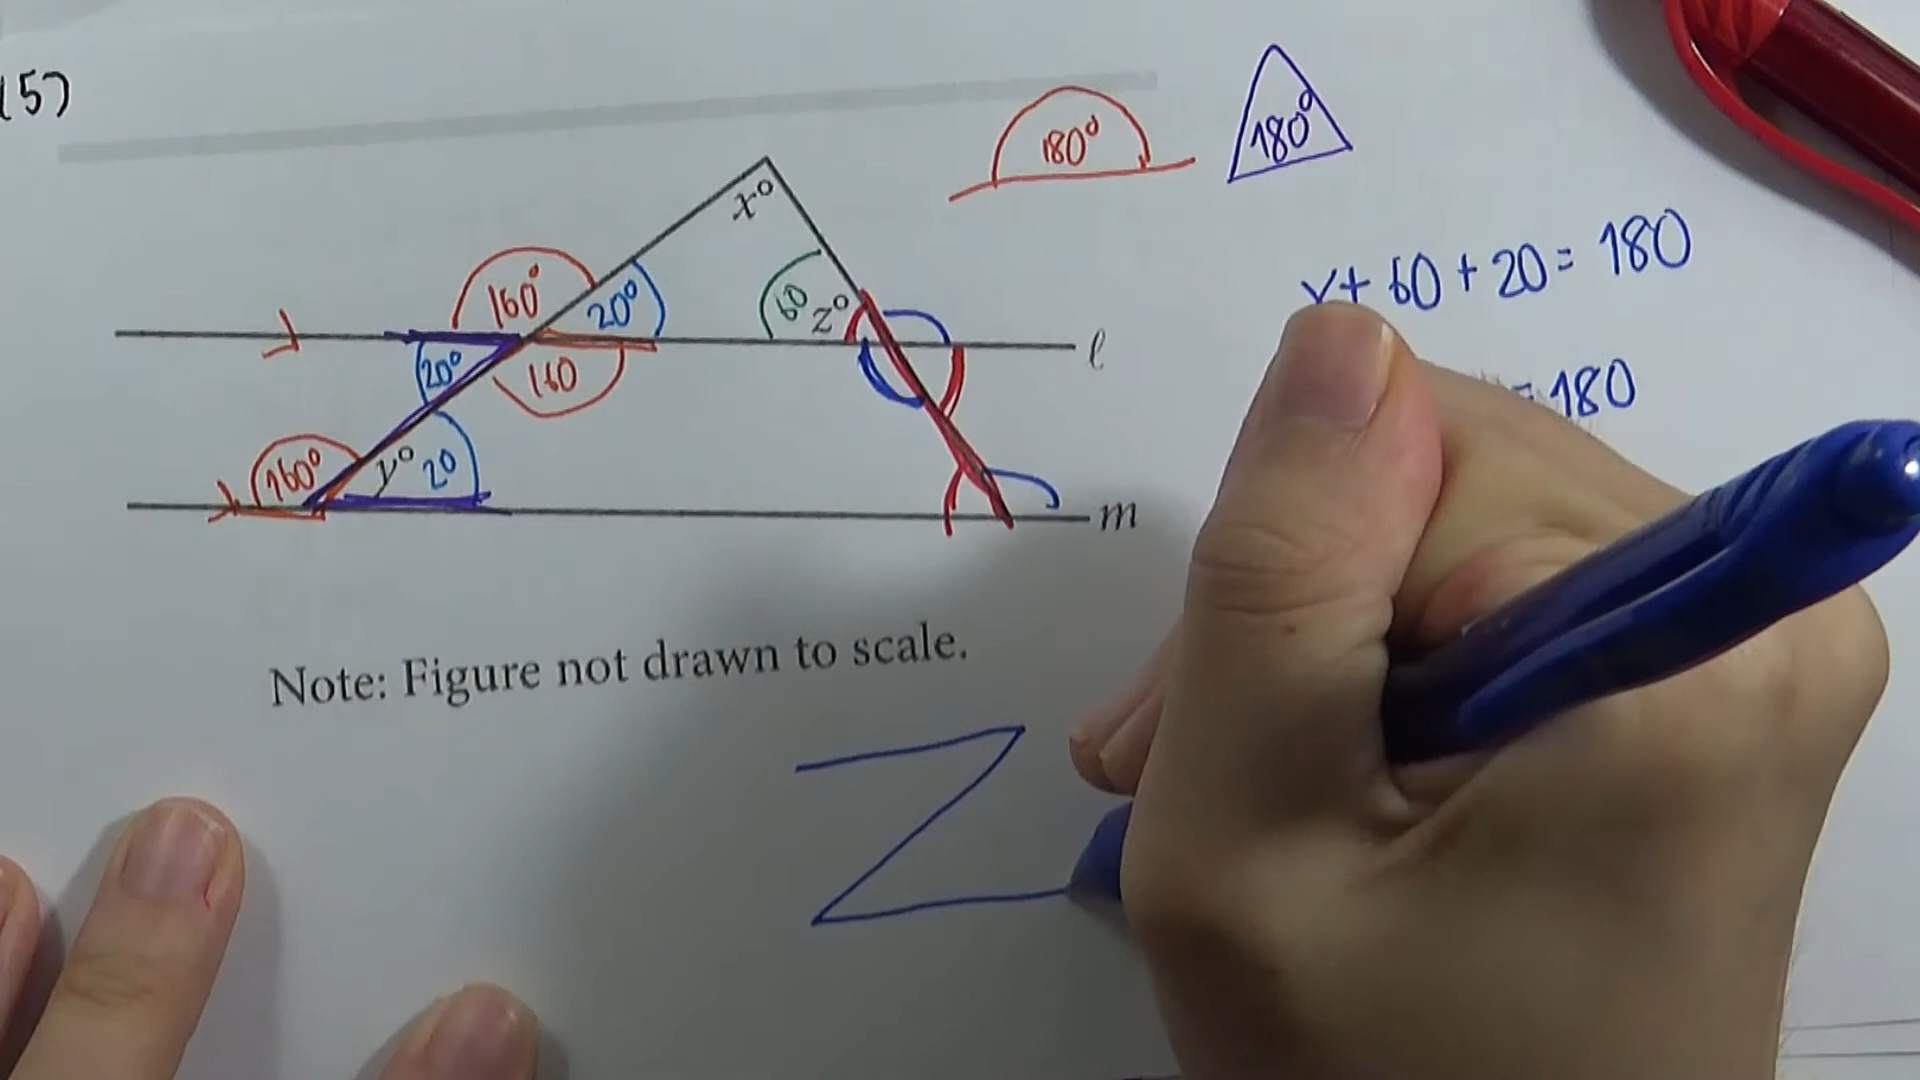 15)
180°
180°
x°
x + 60 + 20 = 180
160°
20°
60
z°
l
20°
160
= 180
160°
y°
20
m
Note: Figure not drawn to scale.
Z